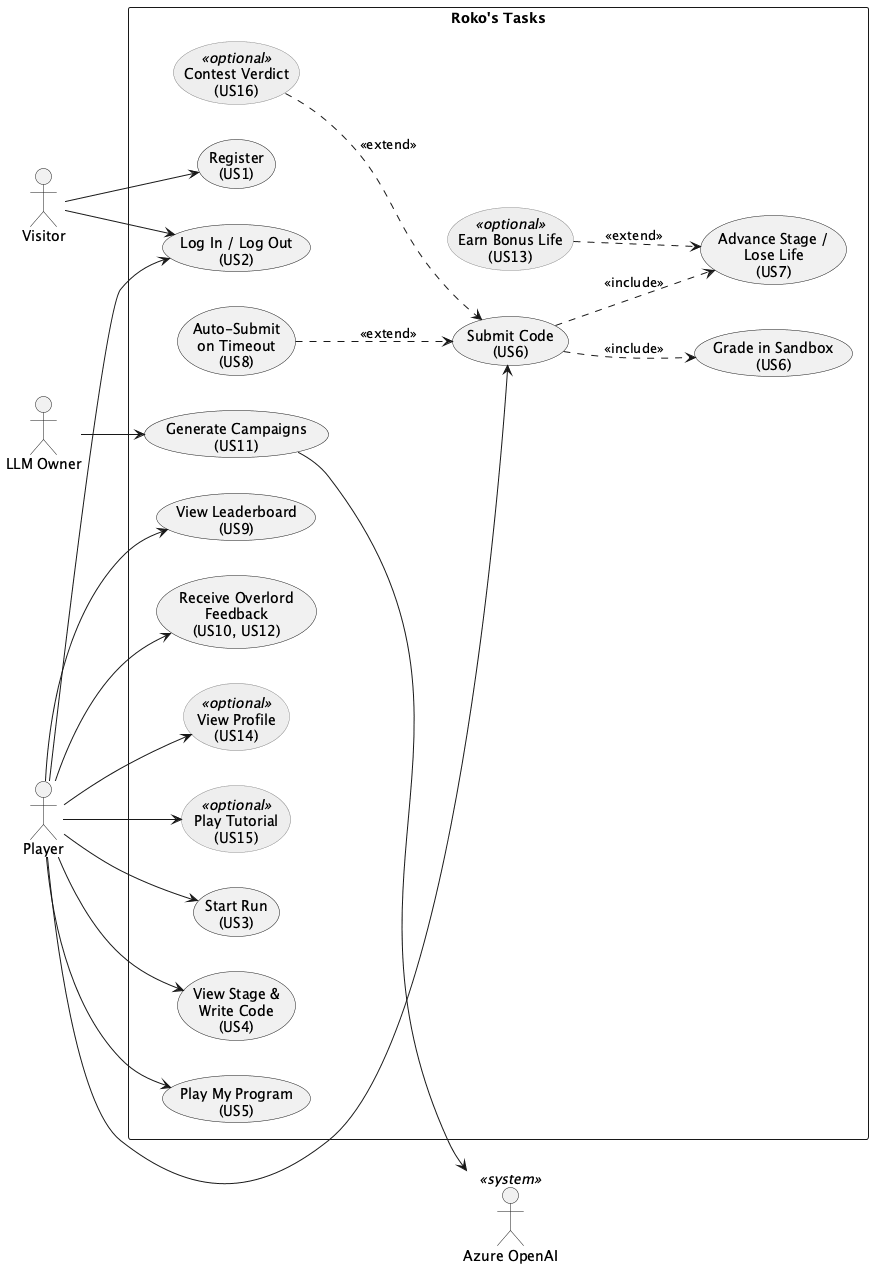 Roko's Tasks
«optional»
Contest Verdict
(US16)
«extend»
Register
(US1)
Visitor
Log In / Log Out
(US2)
«optional»
Earn Bonus Life
(US13)
«extend»
Advance Stage /
Lose Life
(US7)
«include»
Auto-Submit
on Timeout
(US8)
«extend»
Submit Code
(US6)
«include»
Grade in Sandbox
(US6)
LLM Owner
Generate Campaigns
(US11)
View Leaderboard
(US9)
Receive Overlord
Feedback
(US10, US12)
«optional»
View Profile
(US14)
Player
«optional»
Play Tutorial
(US15)
Start Run
(US3)
View Stage &
Write Code
(US4)
Play My Program
(US5)
«system»
Azure OpenAI